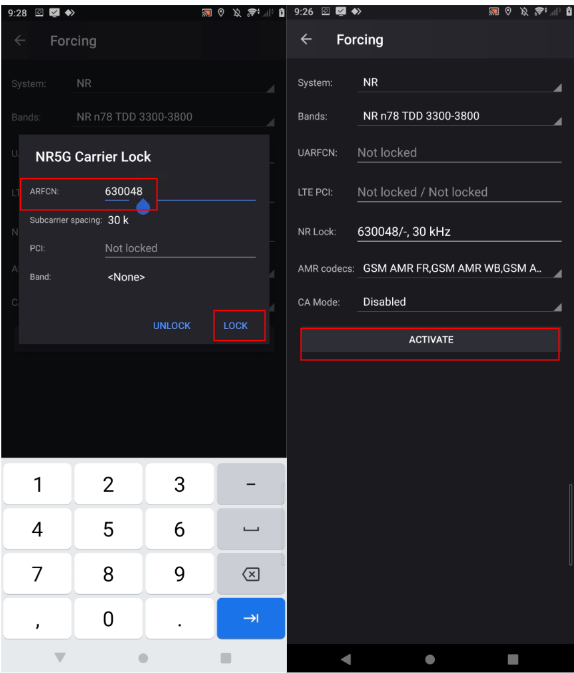 9:28
Forcing
System: NR
Bands: NR n78 TDD 3300-3800
NR5G Carrier Lock
ARFCN: 630048
Subcarrier spacing: 30 k
PCI: Not locked
Band: <None>
UNLOCK LOCK
1 2 3 -
4 5 6
7 8 9
, 0 .
9:26
Forcing
System: NR
Bands: NR n78 TDD 3300-3800
UARFCN: Not locked
LTE PCI: Not locked / Not locked
NR Lock: 630048/-, 30 kHz
AMR codecs: GSM AMR FR,GSM AMR WB,GSM A..
CA Mode: Disabled
ACTIVATE